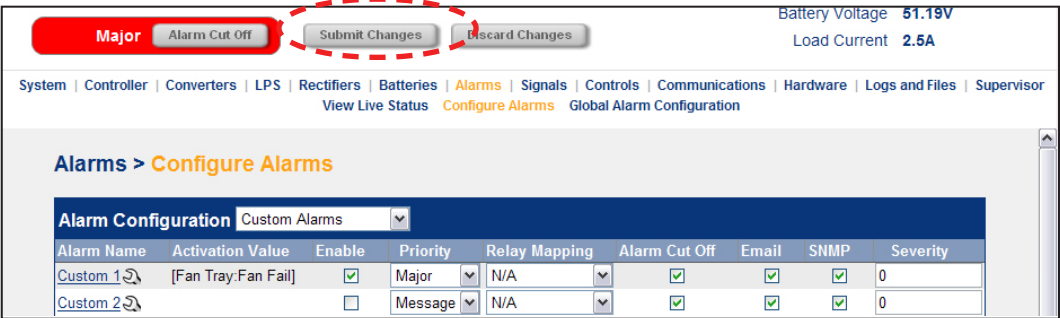 Battery Voltage 51.19V
Major Alarm Cut Off Submit Changes Discard Changes
Load Current 2.5A
System | Controller | Converters | LPS | Rectifiers | Batteries | Alarms | Signals | Controls | Communications | Hardware | Logs and Files | Supervisor
View Live Status Configure Alarms Global Alarm Configuration
Alarms > Configure Alarms
Alarm Configuration Custom Alarms
Alarm Name Activation Value Enable Priority Relay Mapping Alarm Cut Off Email SNMP Severity
Custom 1 [Fan Tray:Fan Fail] Major N/A 0
Custom 2 Message N/A 0